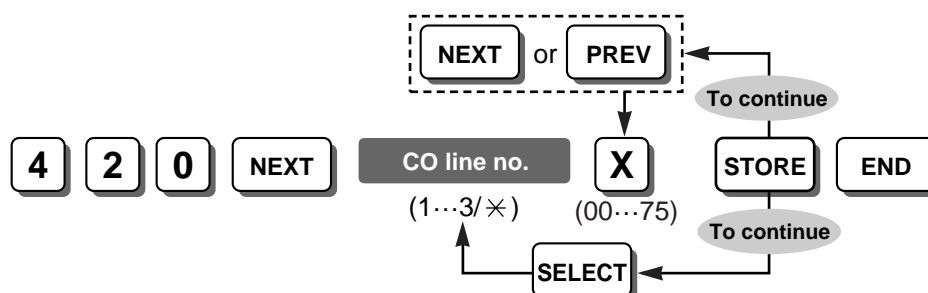 NEXT or PREV
To continue
4 2 0 NEXT CO line no. X STORE END
(1···3/✳) (00···75)
To continue
SELECT